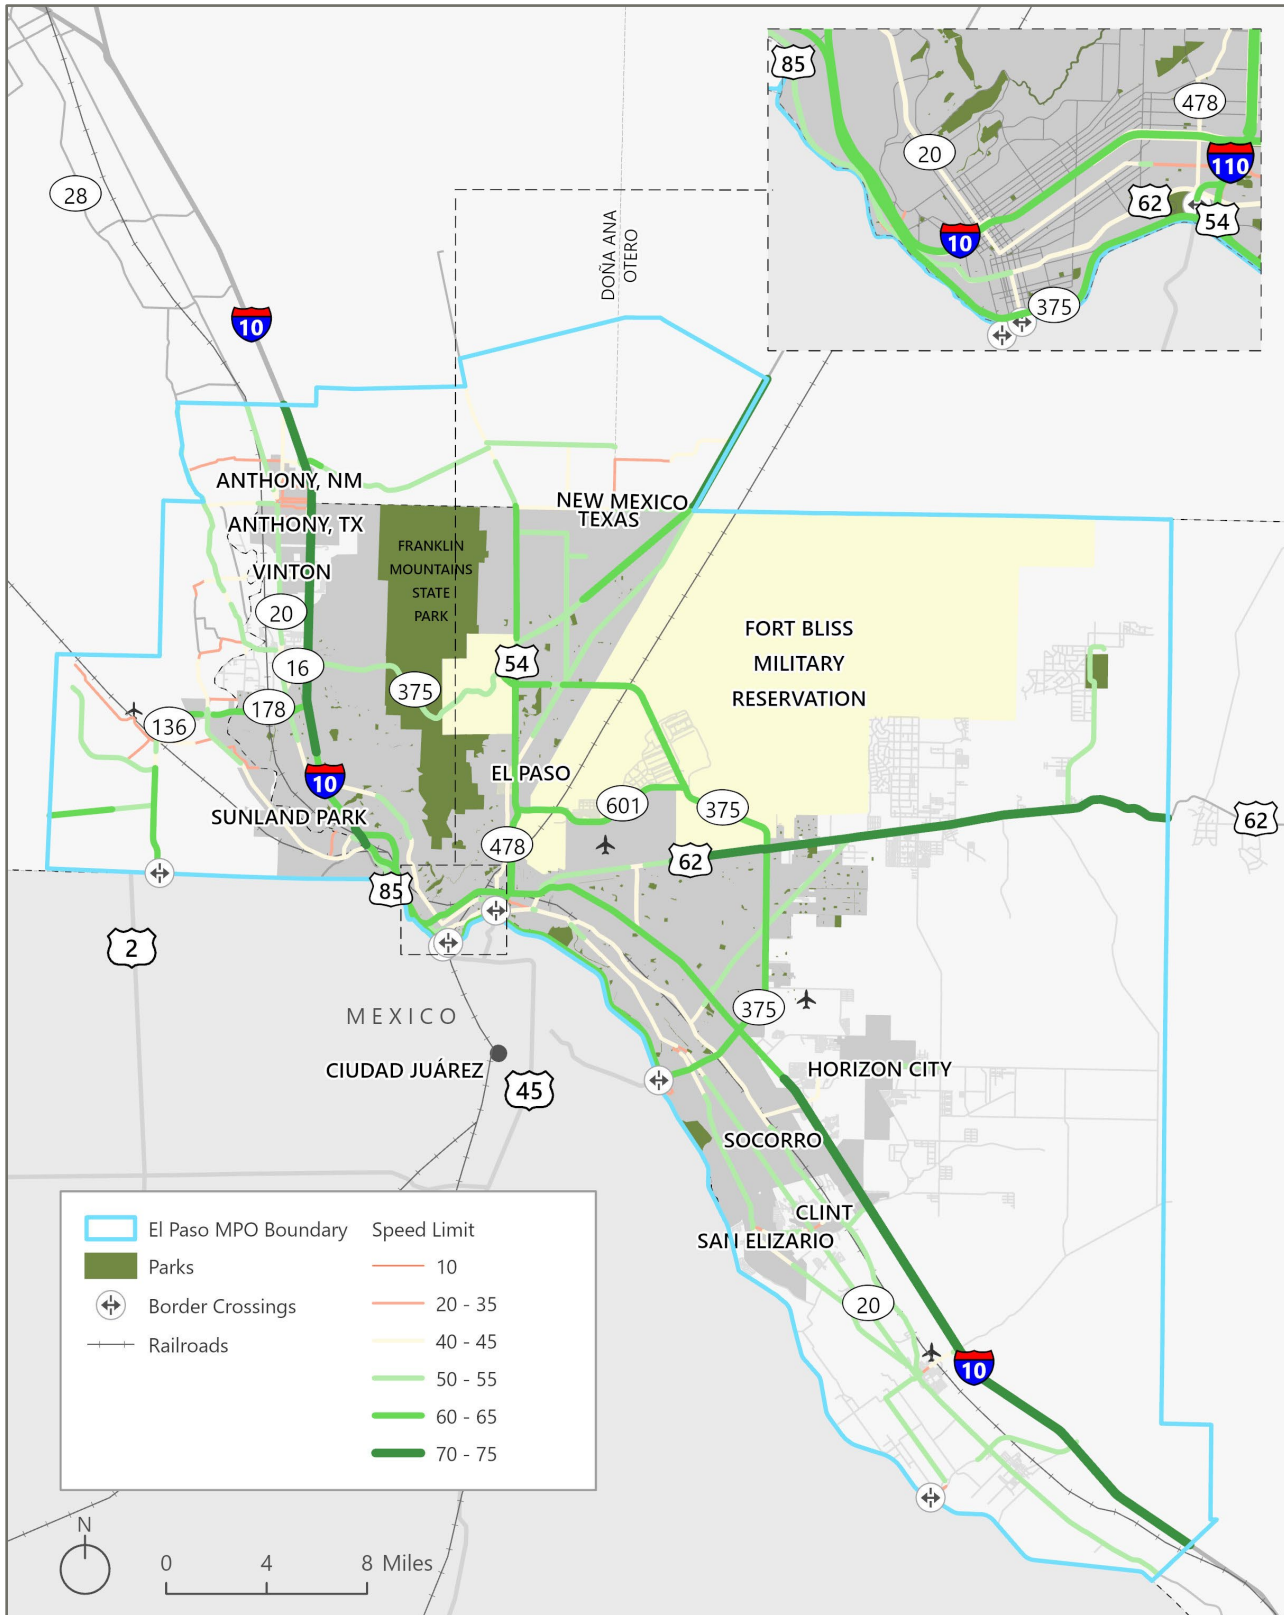 85
478
20
110
62
54
10
375
28
DOÑA ANA
OTERO
10
ANTHONY, NM
NEW MEXICO
TEXAS
ANTHONY, TX
FRANKLIN
MOUNTAINS
STATE
PARK
VINTON
20
FORT BLISS
MILITARY
RESERVATION
16
54
375
178
136
10
EL PASO
601
375
SUNLAND PARK
62
478
62
85
2
375
MEXICO
CIUDAD JUÁREZ
45
HORIZON CITY
SOCORRO
CLINT
SAN ELIZARIO
20
10
El Paso MPO Boundary
Parks
Border Crossings
Railroads
Speed Limit
10
20 - 35
40 - 45
50 - 55
60 - 65
70 - 75
N
0 4 8 Miles